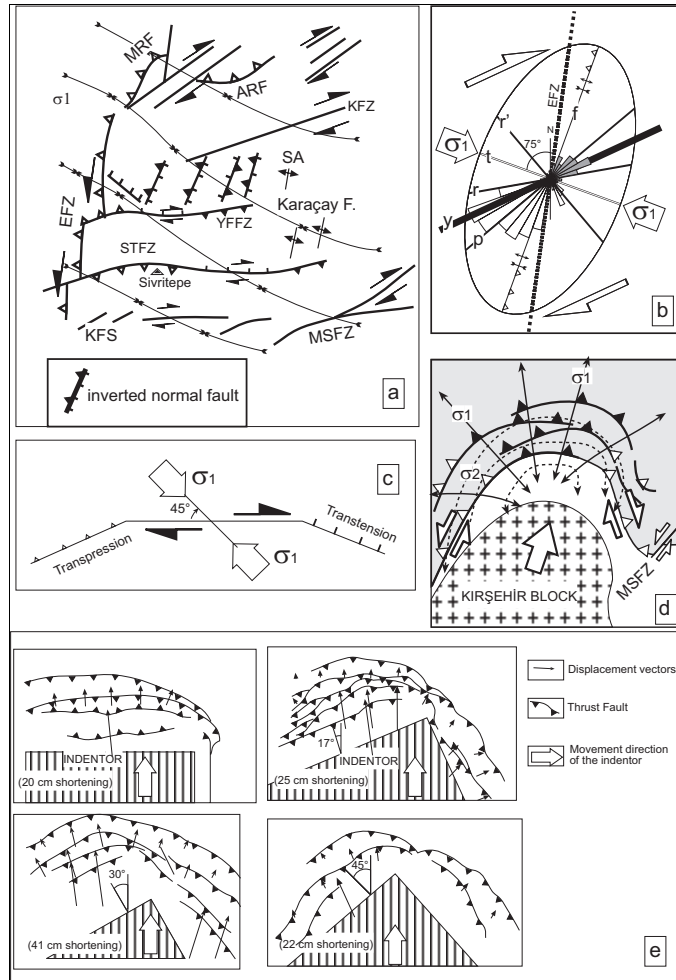 MRF
ARF
σ1
KFZ
SA
EFZ
Karaçay F.
YFFZ
STFZ
Sivritepe
KFS
MSFZ
inverted normal fault
a
EFZ
f
r'
N
75°
σ1
t
r
y
p
σ1
b
σ1
45°
Transpression
Transtension
σ1
c
σ1
σ1
σ2
KIRŞEHİR BLOCK
MSFZ
d
INDENTOR
(20 cm shortening)
17°
INDENTOR
(25 cm shortening)
Displacement vectors
Thrust Fault
Movement direction
of the indentor
30°
(41 cm shortening)
45°
(22 cm shortening)
e